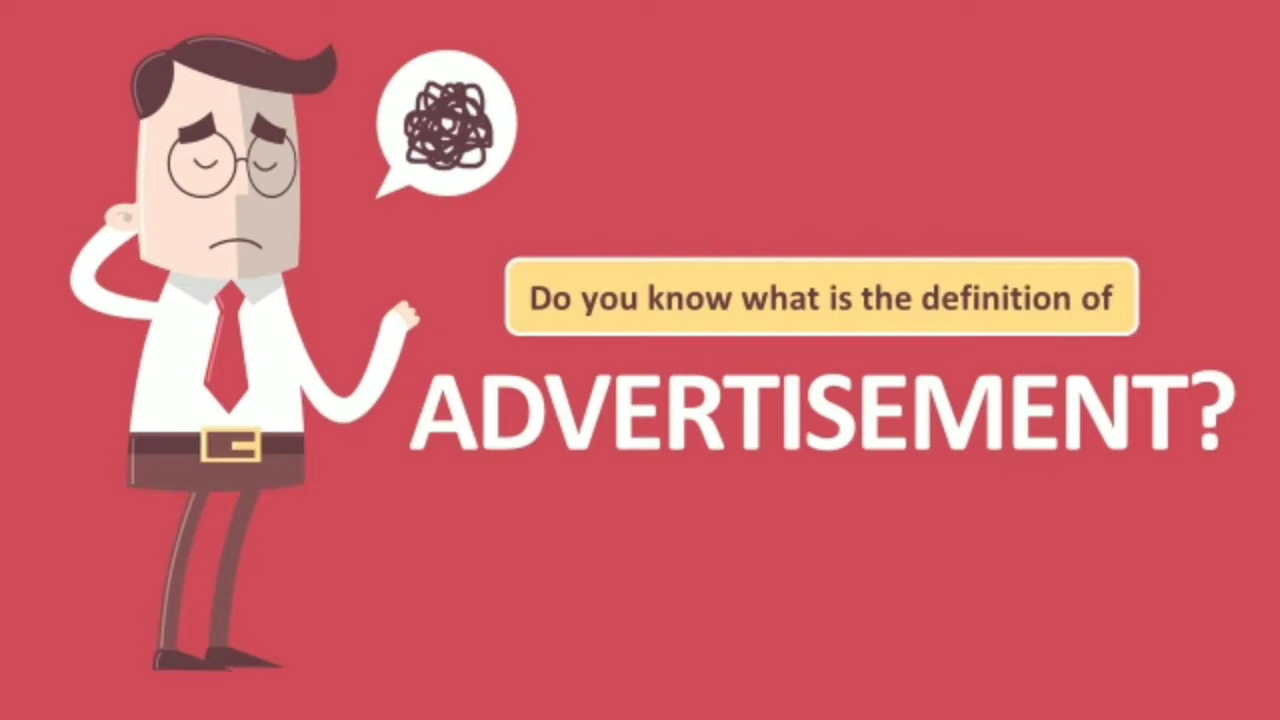 Do you know what is the definition of
ADVERTISEMENT?